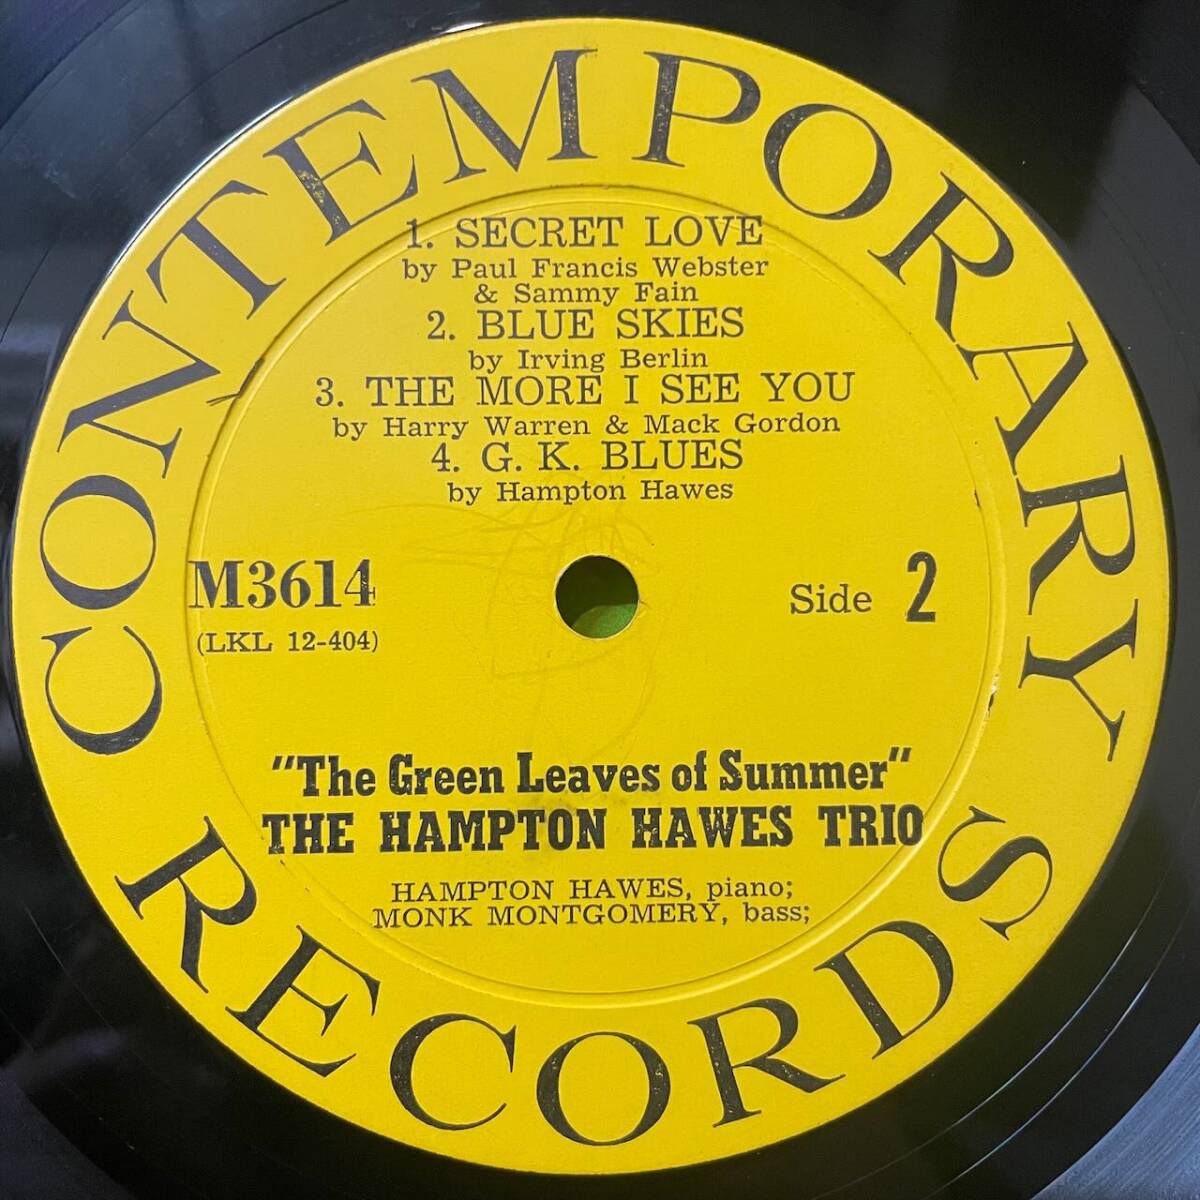 CONTEMPORARY
1. SECRET LOVE
by Paul Francis Webster
& Sammy Fain
2. BLUE SKIES
by Irving Berlin
3. THE MORE I SEE YOU
by Harry Warren & Mack Gordon
4. G. K. BLUES
by Hampton Hawes
M3614
(LKL 12-404)
Side 2
"The Green Leaves of Summer"
THE HAMPTON HAWES TRIO
HAMPTON HAWES, piano;
MONK MONTGOMERY, bass;
RECORDS